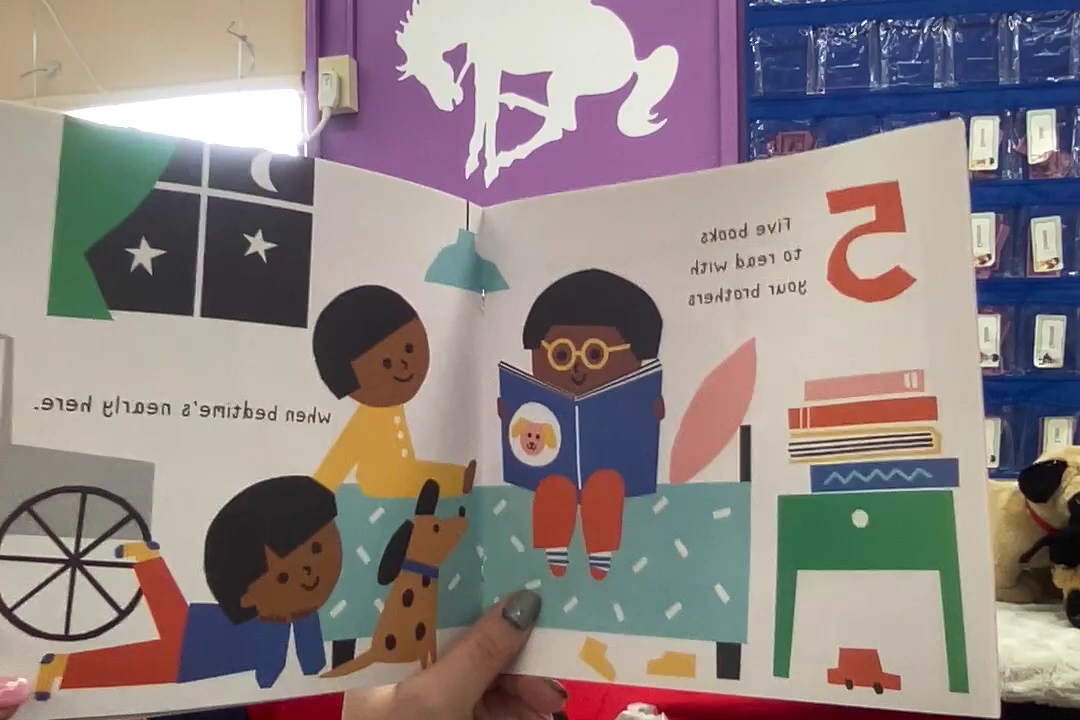 5
Five books
to read with
your brothers
when bedtime's nearly here.